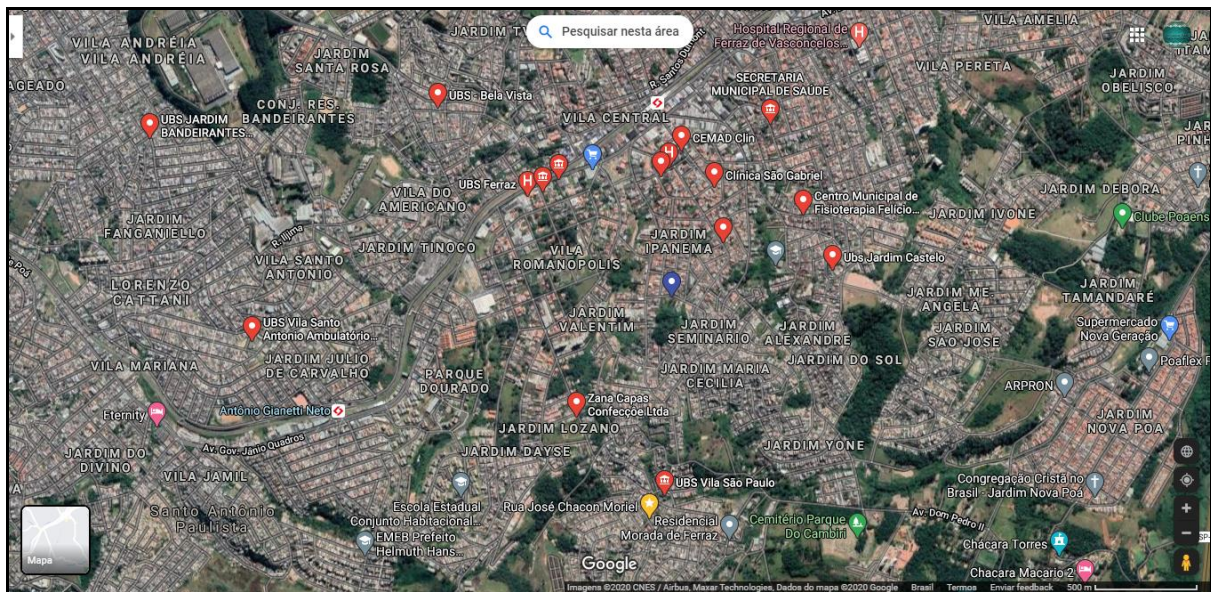 Pesquisar nesta área
VILA ANDRÉIA
VILA ANDRÉIA
JARDIM
SANTA ROSA
Hospital Regional de
Ferraz de Vasconcelos...
VILA AMELIA
VILA PERETA
JARDIM
OBELISCO
AGEADO
R. Santos Dumont
SECRETARIA
MUNICIPAL DE SAÚDE
UBS - Bela Vista
CONJ. RES.
BANDEIRANTES
UBS JARDIM
BANDEIRANTES...
VILA CENTRAL
CEMAD Clin
Clínica São Gabriel
UBS Ferraz
VILA DO
AMERICANO
Centro Municipal de
Fisioterapia Felício...
JARDIM DEBORA
JARDIM IVONE
Clube Poaens
JARDIM
FANGANIELLO
R. Iijima
JARDIM TINOCO
JARDIM
IPANEMA
VILA
ROMANOPOLIS
VILA SANTO
ANTONIO
Ubs Jardim Castelo
LORENZO
CATTANI
JARDIM ME.
ANGELA
JARDIM
TAMANDARÉ
UBS Vila Santo
Antonio Ambulatório...
JARDIM
VALENTIM
JARDIM
SEMINARIO
JARDIM
ALEXANDRE
JARDIM
SAO JOSE
Supermercado
Nova Geração
VILA MARIANA
JARDIM JULIO
DE CARVALHO
JARDIM DO SOL
Poaflex
PARQUE
DOURADO
JARDIM MARIA
CECILIA
ARPRON
Eternity
Antônio Gianetti Neto
Zana Capas
Confecçõe Ltda
JARDIM
NOVA POA
JARDIM LOZANO
Av. Gov. Jánio Quadros
JARDIM DAYSE
JARDIM YONE
JARDIM DO
DIVINO
VILA JAMIL
UBS Vila São Paulo
Congregação Cristã no
Brasil - Jardim Nova Poá
Santo Antônio
Paulista
Escola Estadual
Conjunto Habitacional...
Rua José Chacon Moriel
Residencial
Morada de Ferraz
Cemitério Parque
Do Cambiri
Av. Dom Pedro II
EMEB Prefeito
Helmuth Hans...
Chácara Torres
Mapa
Google
Chacara Macario 2
Imagens ©2020 CNES / Airbus, Maxar Technologies, Dados do mapa ©2020 Google Brasil Termos Enviar feedback 500 m